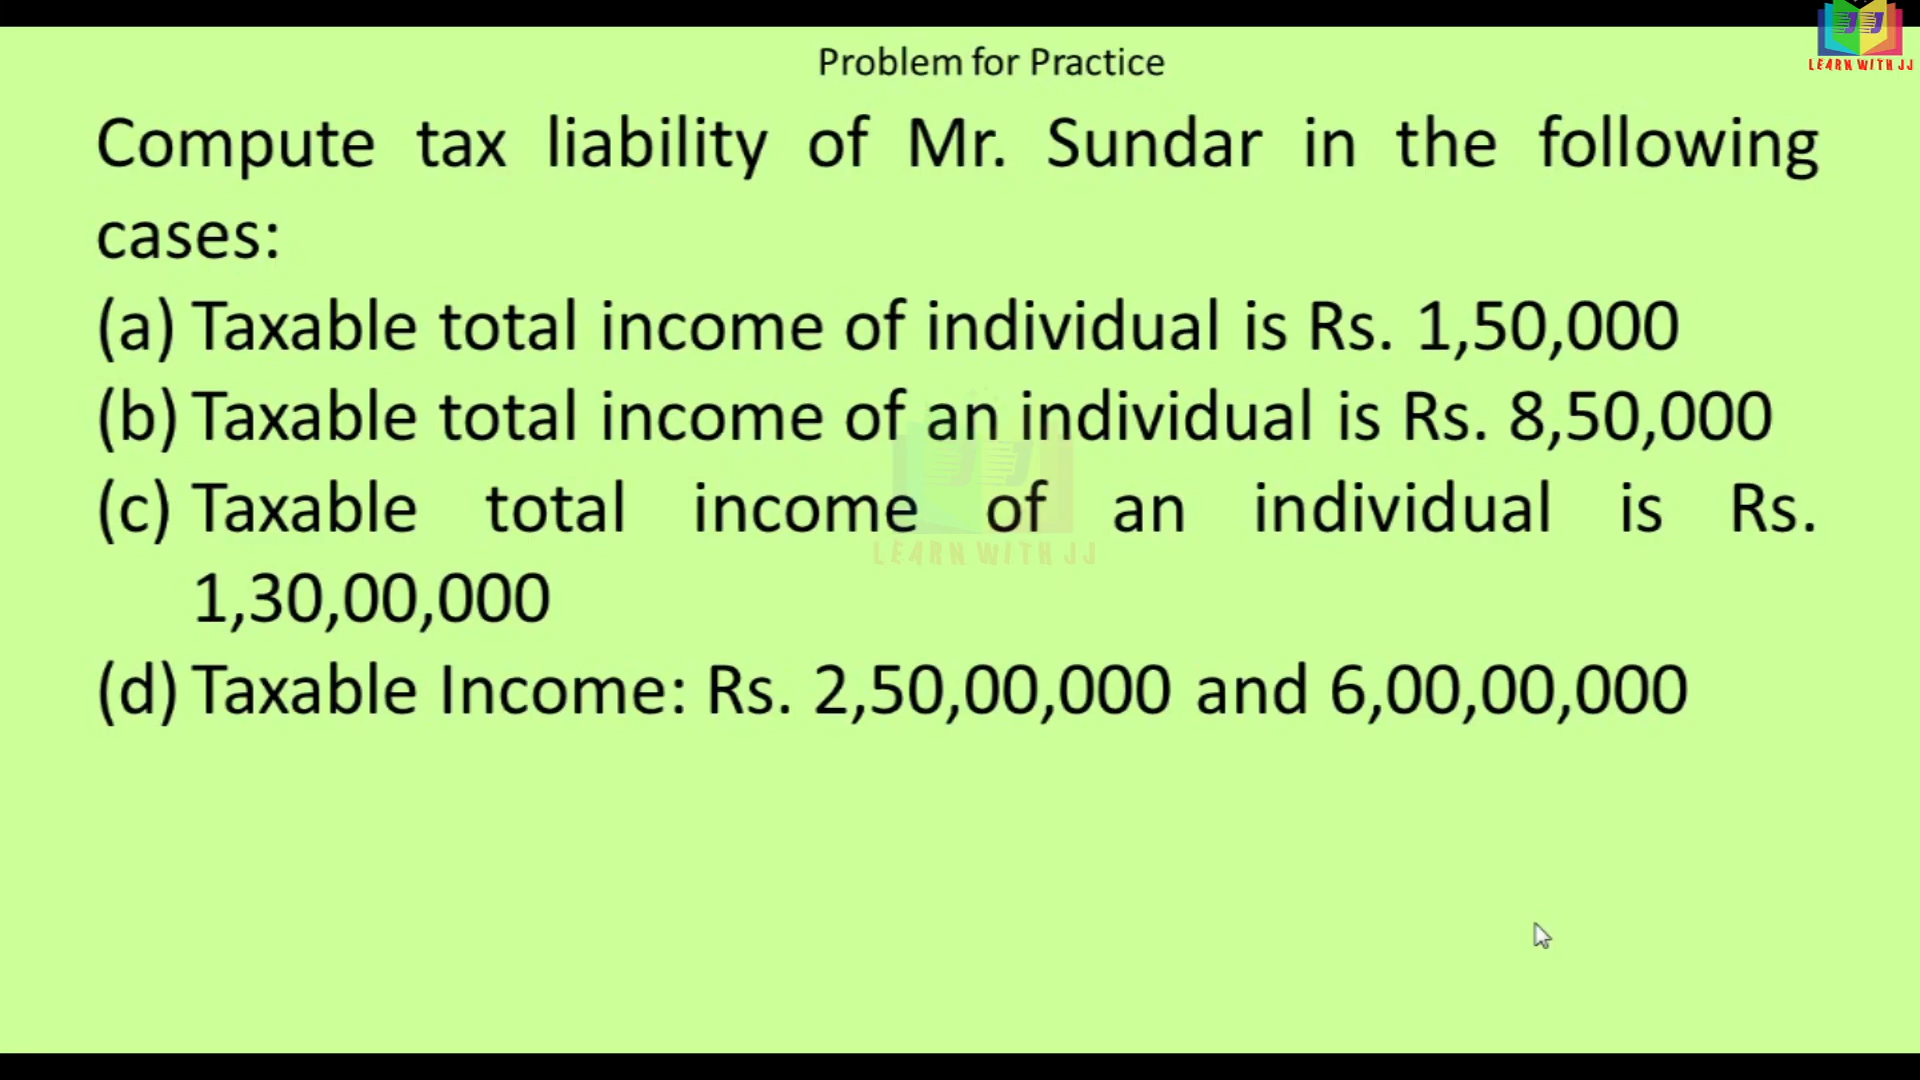 LEARN WITH JJ
Problem for Practice
Compute tax liability of Mr. Sundar in the following
cases:
(a) Taxable total income of individual is Rs. 1,50,000
(b) Taxable total income of an individual is Rs. 8,50,000
(c) Taxable total income of an individual is Rs.
1,30,00,000
(d) Taxable Income: Rs. 2,50,00,000 and 6,00,00,000
LEARN WITH JJ